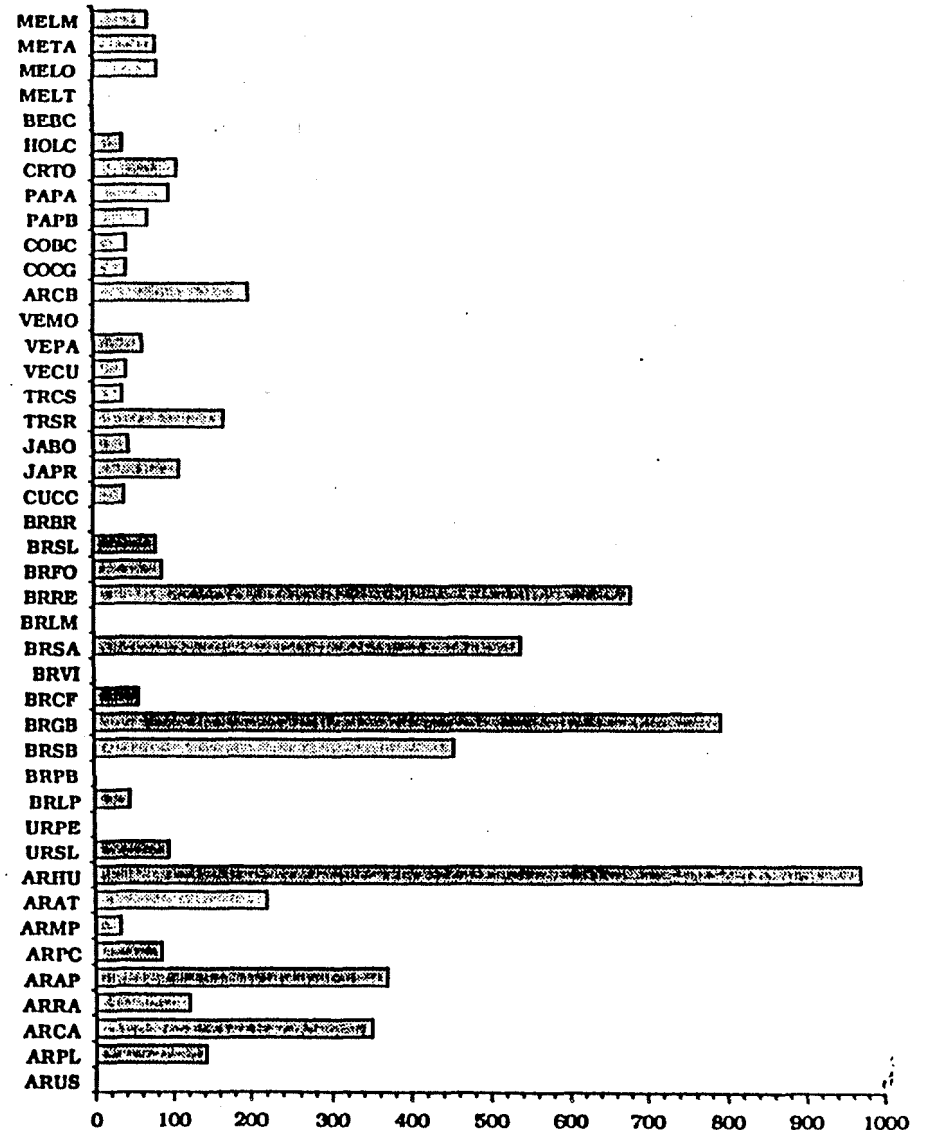 MELM
META
MELO
MELT
BEBC
HOLC
CRTO
PAPA
PAPB
COBC
COCG
ARCB
VEMO
VEPA
VECU
TRCS
TRSR
JABO
JAPR
CUCC
BRBR
BRSL
BRFO
BRRE
BRLM
BRSA
BRVI
BRCF
BRGB
BRSB
BRPB
BRLP
URPE
URSL
ARHU
ARAT
ARMP
ARPC
ARAP
ARRA
ARCA
ARPL
ARUS
0 100 200 300 400 500 600 700 800 900 1000